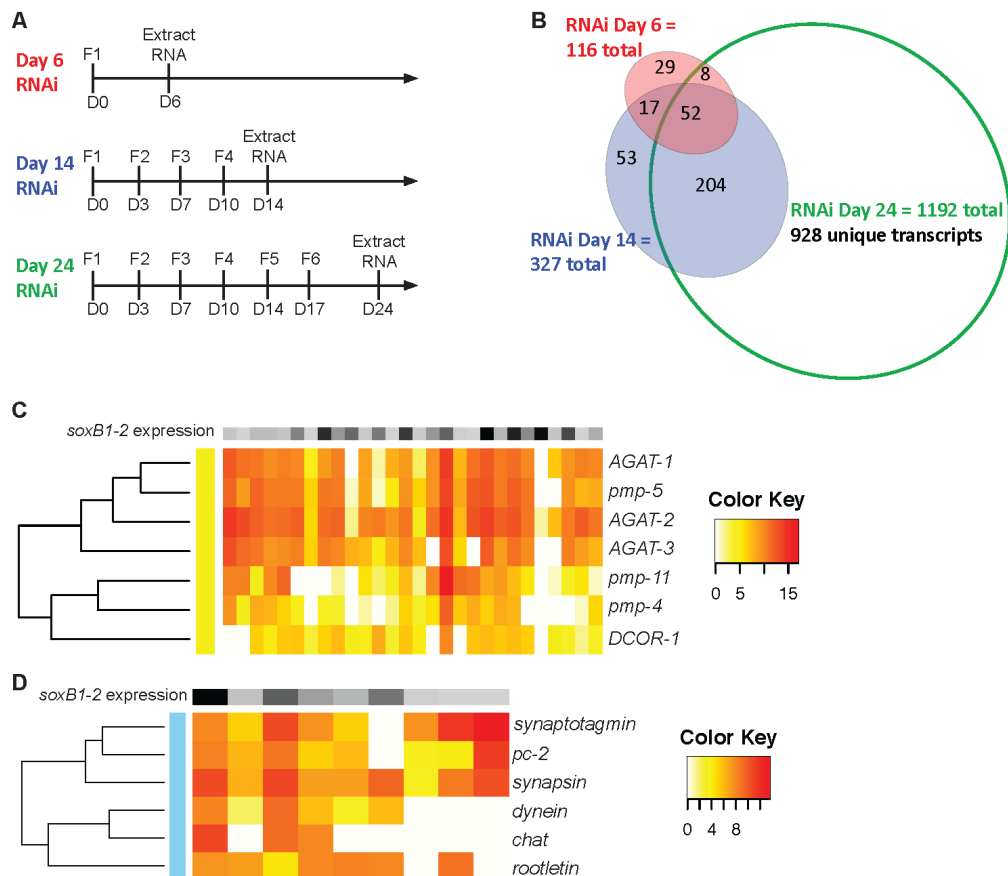 A
Day 6
RNAi
F1
Extract
RNA
D0
D6
Day 14
RNAi
F1
F2
F3
F4
Extract
RNA
D0
D3
D7
D10
D14
Day 24
RNAi
F1
F2
F3
F4
F5
F6
Extract
RNA
D0
D3
D7
D10
D14
D17
D24
B
RNAi Day 6 =
116 total
29
8
17
52
53
204
RNAi Day 14 =
327 total
RNAi Day 24 = 1192 total
928 unique transcripts
C
soxB1-2 expression
AGAT-1
pmp-5
AGAT-2
AGAT-3
pmp-11
pmp-4
DCOR-1
Color Key
0 5 15
D
soxB1-2 expression
synaptotagmin
pc-2
synapsin
dynein
chat
rootletin
Color Key
0 4 8